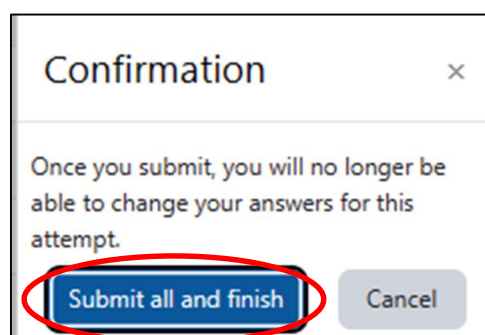 Confirmation ×
Once you submit, you will no longer be
able to change your answers for this
attempt.
Submit all and finish Cancel